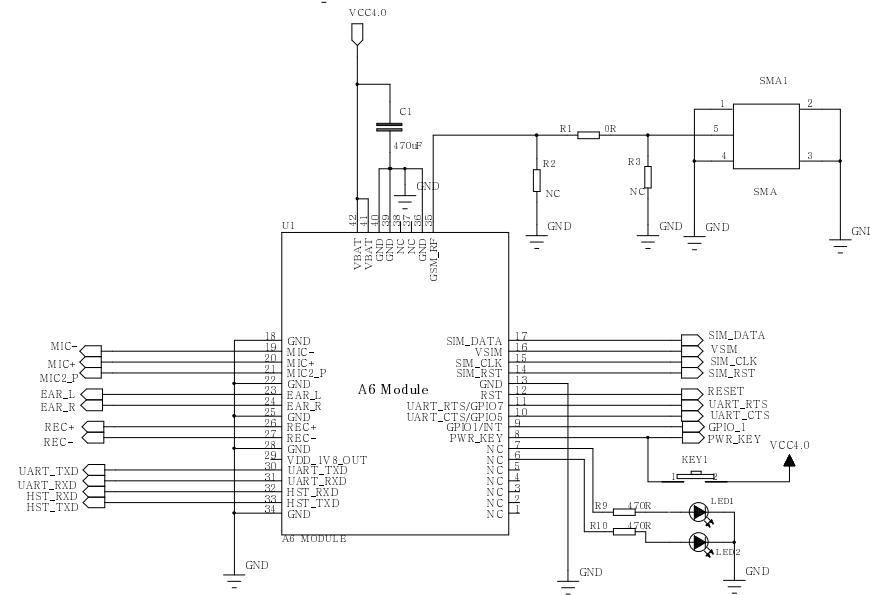 VCC4.0
C1
470uF
GND
SMA1
1 2
5
4 3
SMA
GND
GND
R1 0R
R2
NC
GND
R3
NC
GND
U1
42 41 40 39 38 37 36 35
VBAT VBAT GND GND NC NC GND GSM_RF
A6 Module
A6 MODULE
MIC-
MIC+
MIC2_P
EAR_L
EAR_R
REC+
REC-
UART_TXD
UART_RXD
HST_RXD
HST_TXD
18 GND
19 MIC-
20 MIC+
21 MIC2_P
22 GND
23 EAR_L
24 EAR_R
25 GND
26 REC+
27 REC-
28 GND
29 VDD_1V8_OUT
30 UART_TXD
31 UART_RXD
32 HST_RXD
33 HST_TXD
34 GND
GND
SIM_DATA 17
VSIM 16
SIM_CLK 15
SIM_RST 14
GND 13
RST 12
UART_RTS/GPIO7 11
UART_CTS/GPIO5 10
GPIO1/INT 9
PWR_KEY 8
NC 7
NC 6
NC 5
NC 4
NC 3
NC 2
NC 1
SIM_DATA
VSIM
SIM_CLK
SIM_RST
RESET
UART_RTS
UART_CTS
GPIO_1
PWR_KEY
VCC4.0
KEY1
1 2
R9 470R LED1
R10 470R LED2
GND
GND